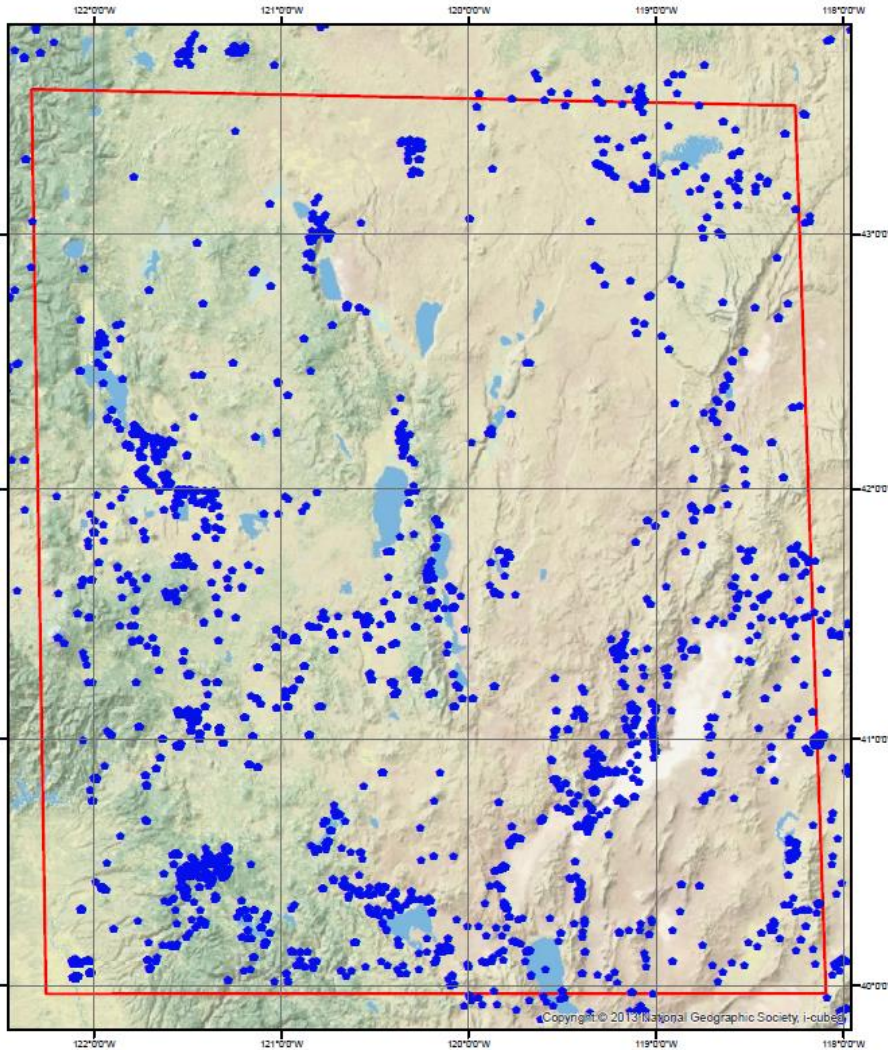 122°0'0"W 121°0'0"W 120°0'0"W 119°0'0"W 118°0'0"W
43°0'0"
42°0'0"
41°0'0"
40°0'0"
Copyright:© 2013 National Geographic Society, i-cubed
122°0'0"W 121°0'0"W 120°0'0"W 119°0'0"W 118°0'0"W